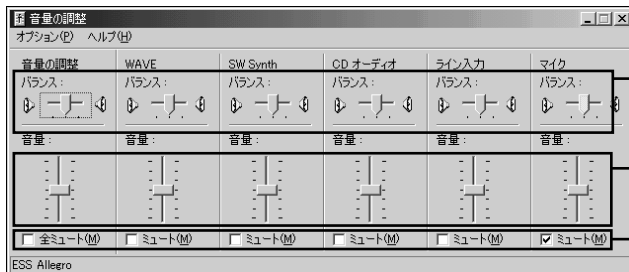 音量の調整
オプション(P) ヘルプ(H)
音量の調整 WAVE SW Synth CD オーディオ ライン入力 マイク
バランス: バランス: バランス: バランス: バランス: バランス:
音量: 音量: 音量: 音量: 音量: 音量:
全ミュート(M) ミュート(M) ミュート(M) ミュート(M) ミュート(M) ミュート(M)
ESS Allegro